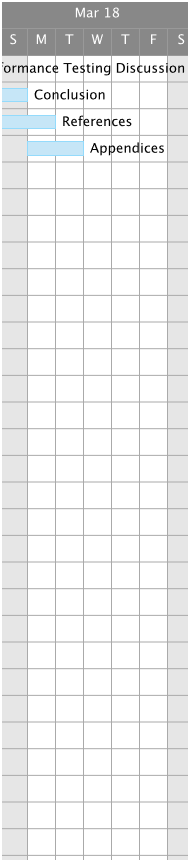 Mar 18
S M T W T F S
formance Testing Discussion
Conclusion
References
Appendices